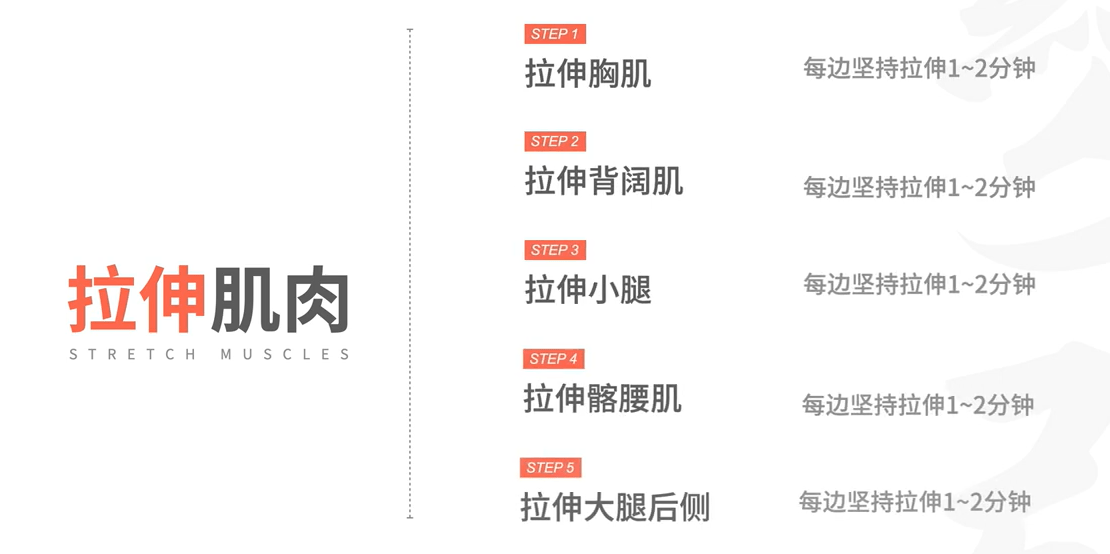 拉伸肌肉
STRETCH MUSCLES
STEP 1
拉伸胸肌
每边坚持拉伸1~2分钟
STEP 2
拉伸背阔肌
每边坚持拉伸1~2分钟
STEP 3
拉伸小腿
每边坚持拉伸1~2分钟
STEP 4
拉伸髂腰肌
每边坚持拉伸1~2分钟
STEP 5
拉伸大腿后侧
每边坚持拉伸1~2分钟